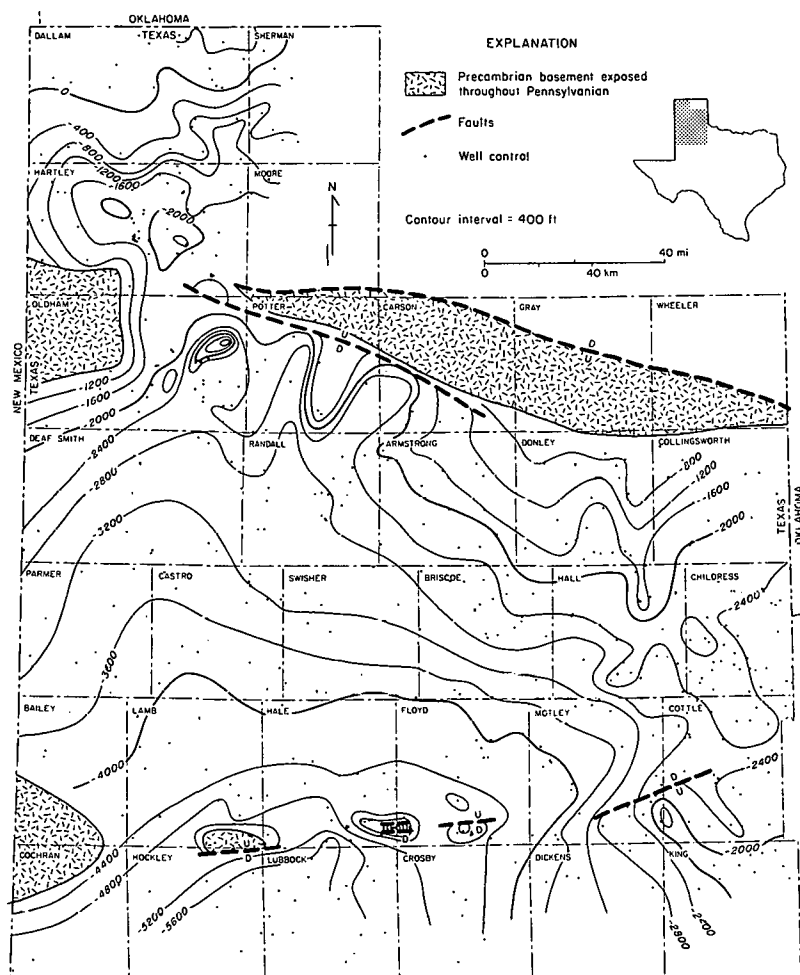 OKLAHOMA
TEXAS
DALLAM
SHERMAN
EXPLANATION
Precambrian basement exposed
throughout Pennsylvanian
Faults
Well control
Contour interval = 400 ft
0 40 mi
0 40 km
N
0
-400
-800
-1200
-1600
HARTLEY
MOORE
-2000
OLDHAM
POTTER
CARSON
GRAY
WHEELER
U
D
D
U
NEW MEXICO
TEXAS
-1200
-1600
-2000
DEAF SMITH
-2400
-2800
-3200
RANDALL
ARMSTRONG
DONLEY
COLLINGSWORTH
-800
-1200
-1600
-2000
TEXAS
OKLAHOMA
PARMER
CASTRO
SWISHER
BRISCOE
HALL
CHILDRESS
-2400
-3600
BAILEY
LAMB
HALE
FLOYD
MOTLEY
COTTLE
-4000
-2400
D
U
U
D
U
D
D
COCHRAN
HOCKLEY
LUBBOCK
CROSBY
DICKENS
KING
-2000
-4400
-4800
-5200
-5600
-2400
-2800